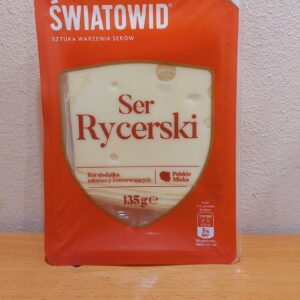 ŚWIATOWID
SZTUKA WARZENIA SERÓW
Ser
Rycerski
Bez dodatku
substancji konserwujących
Polskie
Mleko
135 g ℮